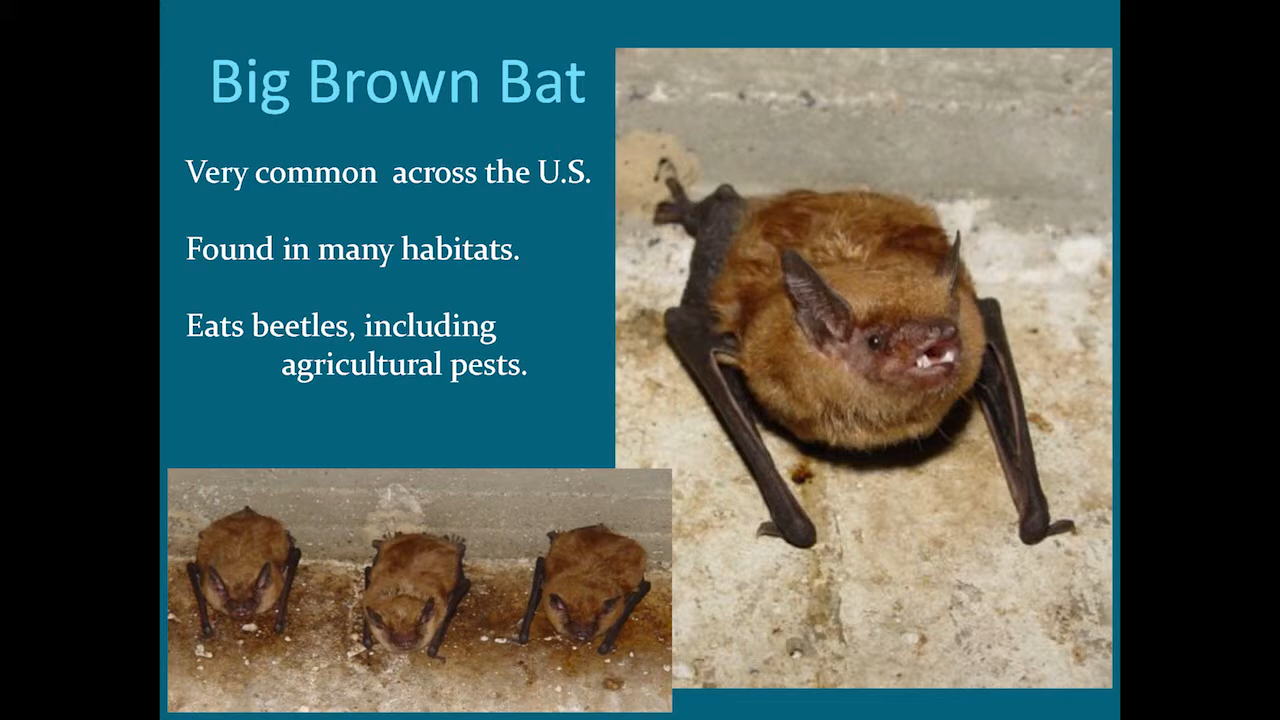 Big Brown Bat
Very common  across the U.S.
Found in many habitats.
Eats beetles, including
agricultural pests.